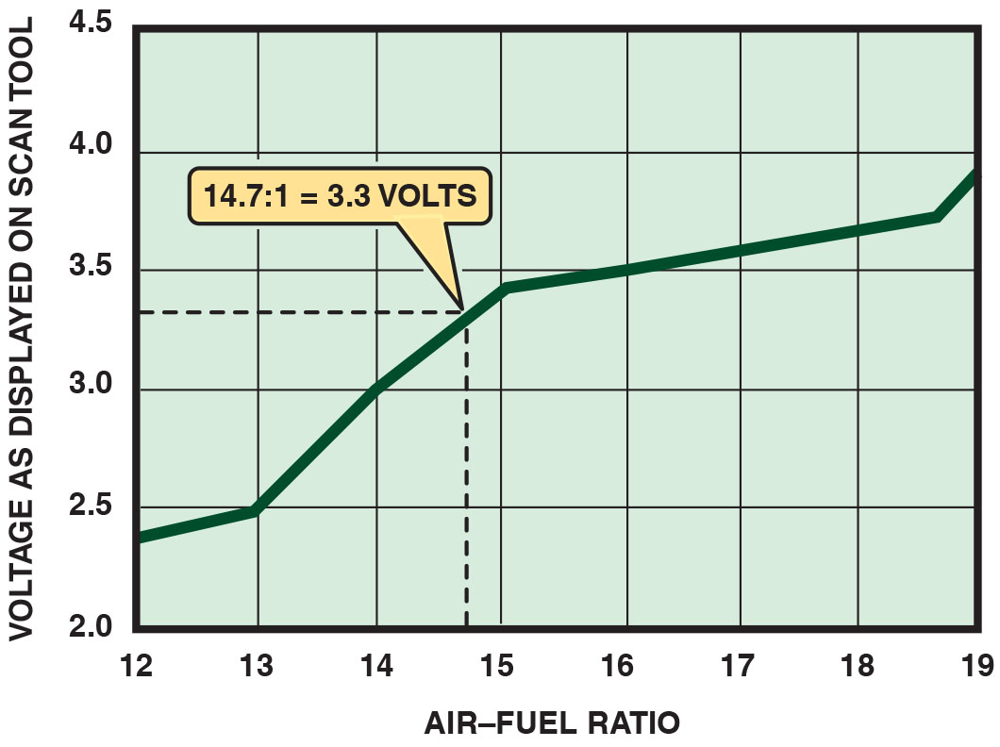 VOLTAGE AS DISPLAYED ON SCAN TOOL
4.5
4.0
14.7:1 = 3.3 VOLTS
3.5
3.0
2.5
2.0
12 13 14 15 16 17 18 19
AIR–FUEL RATIO